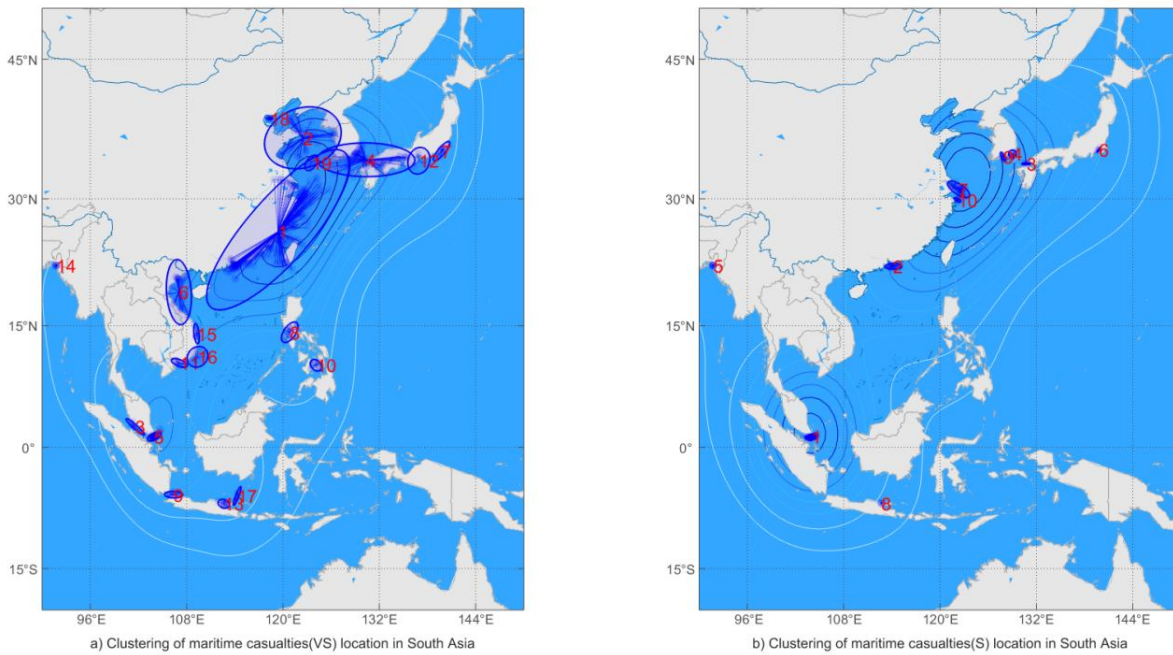 45°N
30°N
15°N
0°
15°S
96°E 108°E 120°E 132°E 144°E
18
2
19
4
12
7
1
14
6
15
16
11
8
10
3
5
9
13
17
a) Clustering of maritime casualties(VS) location in South Asia
45°N
30°N
15°N
0°
15°S
96°E 108°E 120°E 132°E 144°E
9
4
3
6
7
10
5
2
1
8
b) Clustering of maritime casualties(S) location in South Asia